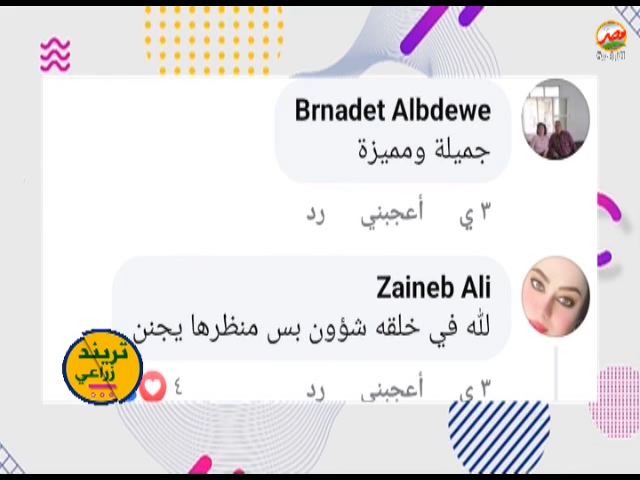 مصر
Brnadet Albdewe
جميلة ومميزة
٣ ي أعجبني رد
Zaineb Ali
لله في خلقه شؤون بس منظرها يجنن
٣ ي أعجبني رد ٤
تريند
زراعي